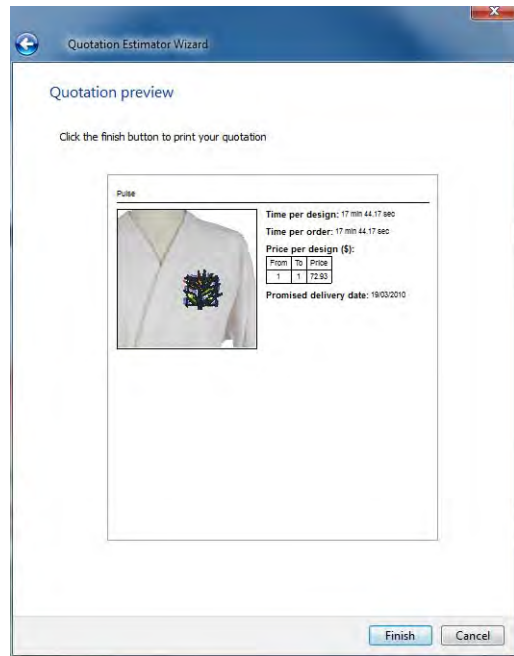 Quotation Estimator Wizard
Quotation preview
Click the finish button to print your quotation
Pulse
Time per design: 17 min 44.17 sec
Time per order: 17 min 44.17 sec
Price per design ($):
From To Price
1 1 72.93
Promised delivery date: 19/03/2010
Finish Cancel